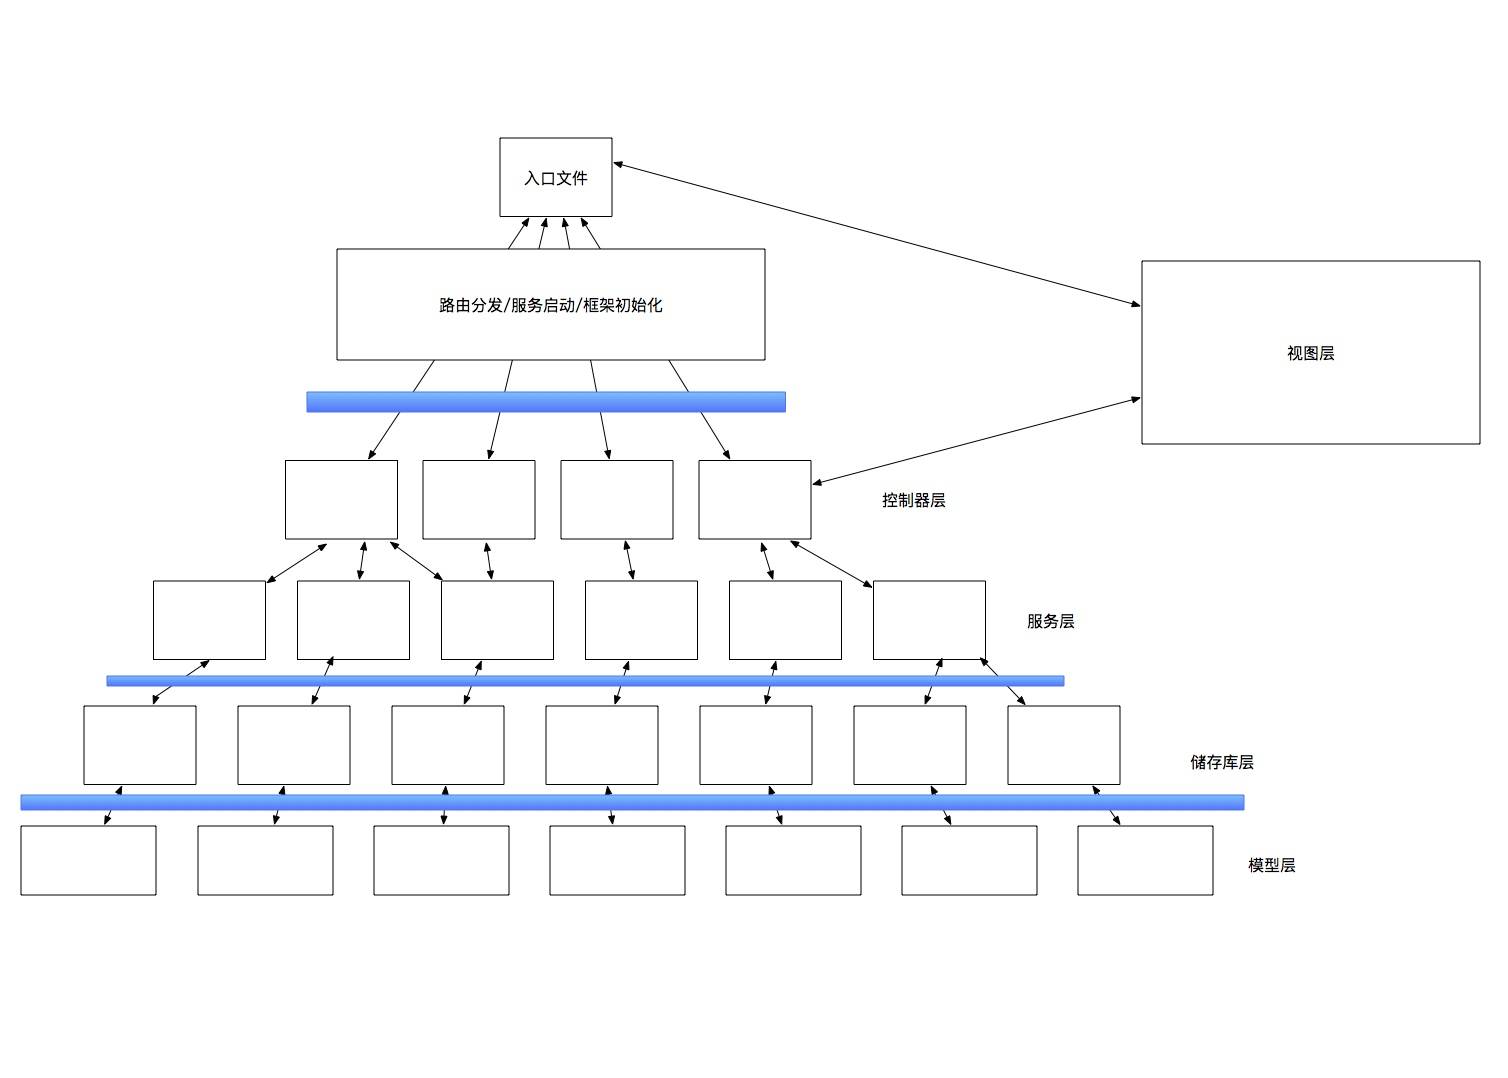 入口文件
路由分发/服务启动/框架初始化
视图层
控制器层
服务层
储存库层
模型层